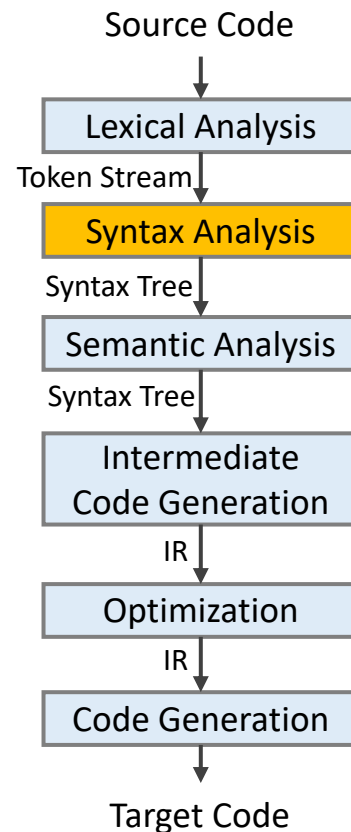 Source Code
Lexical Analysis
Token Stream
Syntax Analysis
Syntax Tree
Semantic Analysis
Syntax Tree
Intermediate
Code Generation
IR
Optimization
IR
Code Generation
Target Code